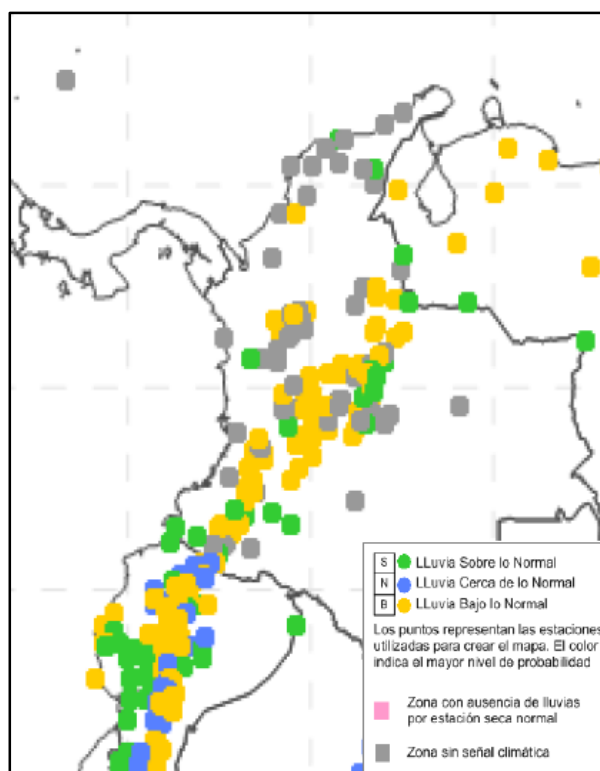 S LLuvia Sobre lo Normal
N LLuvia Cerca de lo Normal
B LLuvia Bajo lo Normal
Los puntos representan las estaciones
utilizadas para crear el mapa. El color
indica el mayor nivel de probabilidad
Zona con ausencia de lluvias
por estación seca normal
Zona sin señal climática